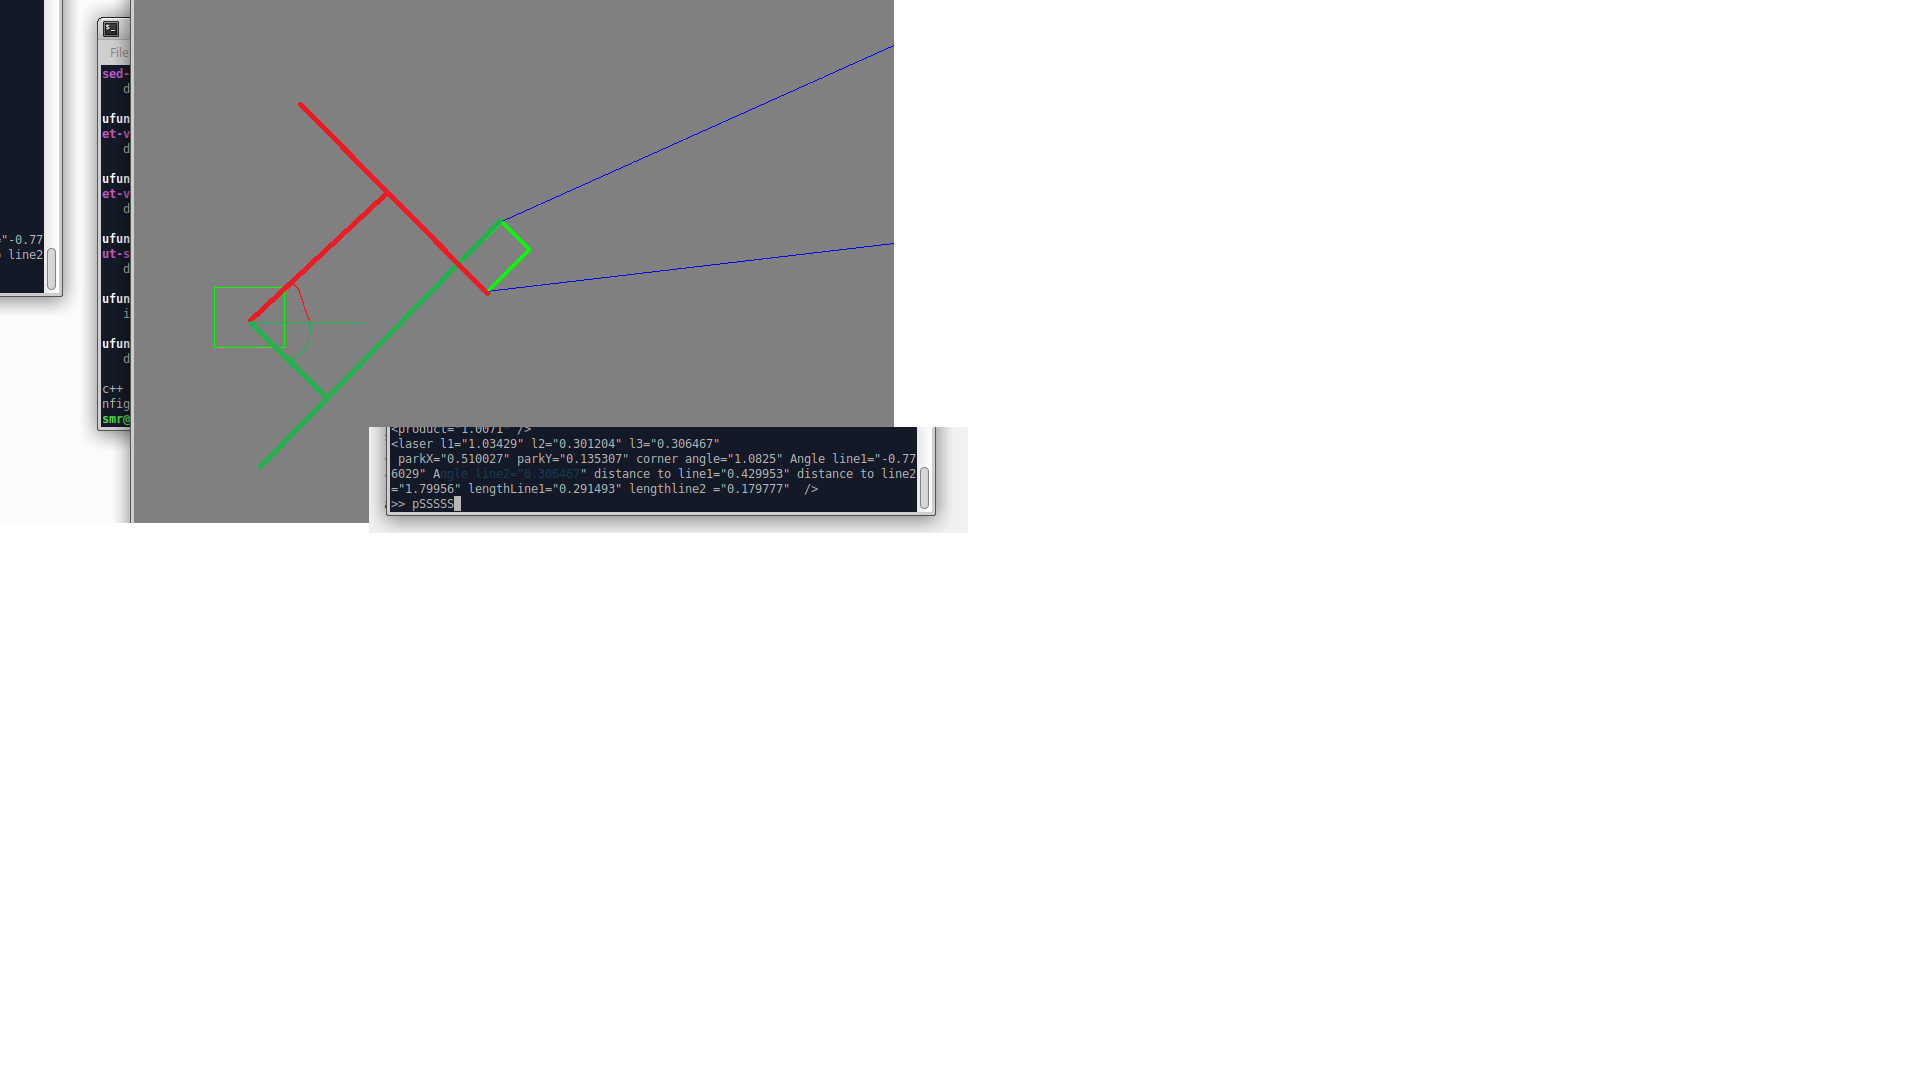 ="-0.77
line2
File
sed-
d
ufun
et-v
d
ufun
et-v
d
ufun
ut-s
d
ufun
i
ufun
d
c++
nfig
smr@
<product="1.0071" />
<laser l1="1.03429" l2="0.301204" l3="0.306467"
parkX="0.510027" parkY="0.135307" corner angle="1.0825" Angle line1="-0.77
6029" Angle line2="0.306467" distance to line1="0.429953" distance to line2
="1.79956" lengthLine1="0.291493" lengthline2 ="0.179777" />
>> pSSSSS